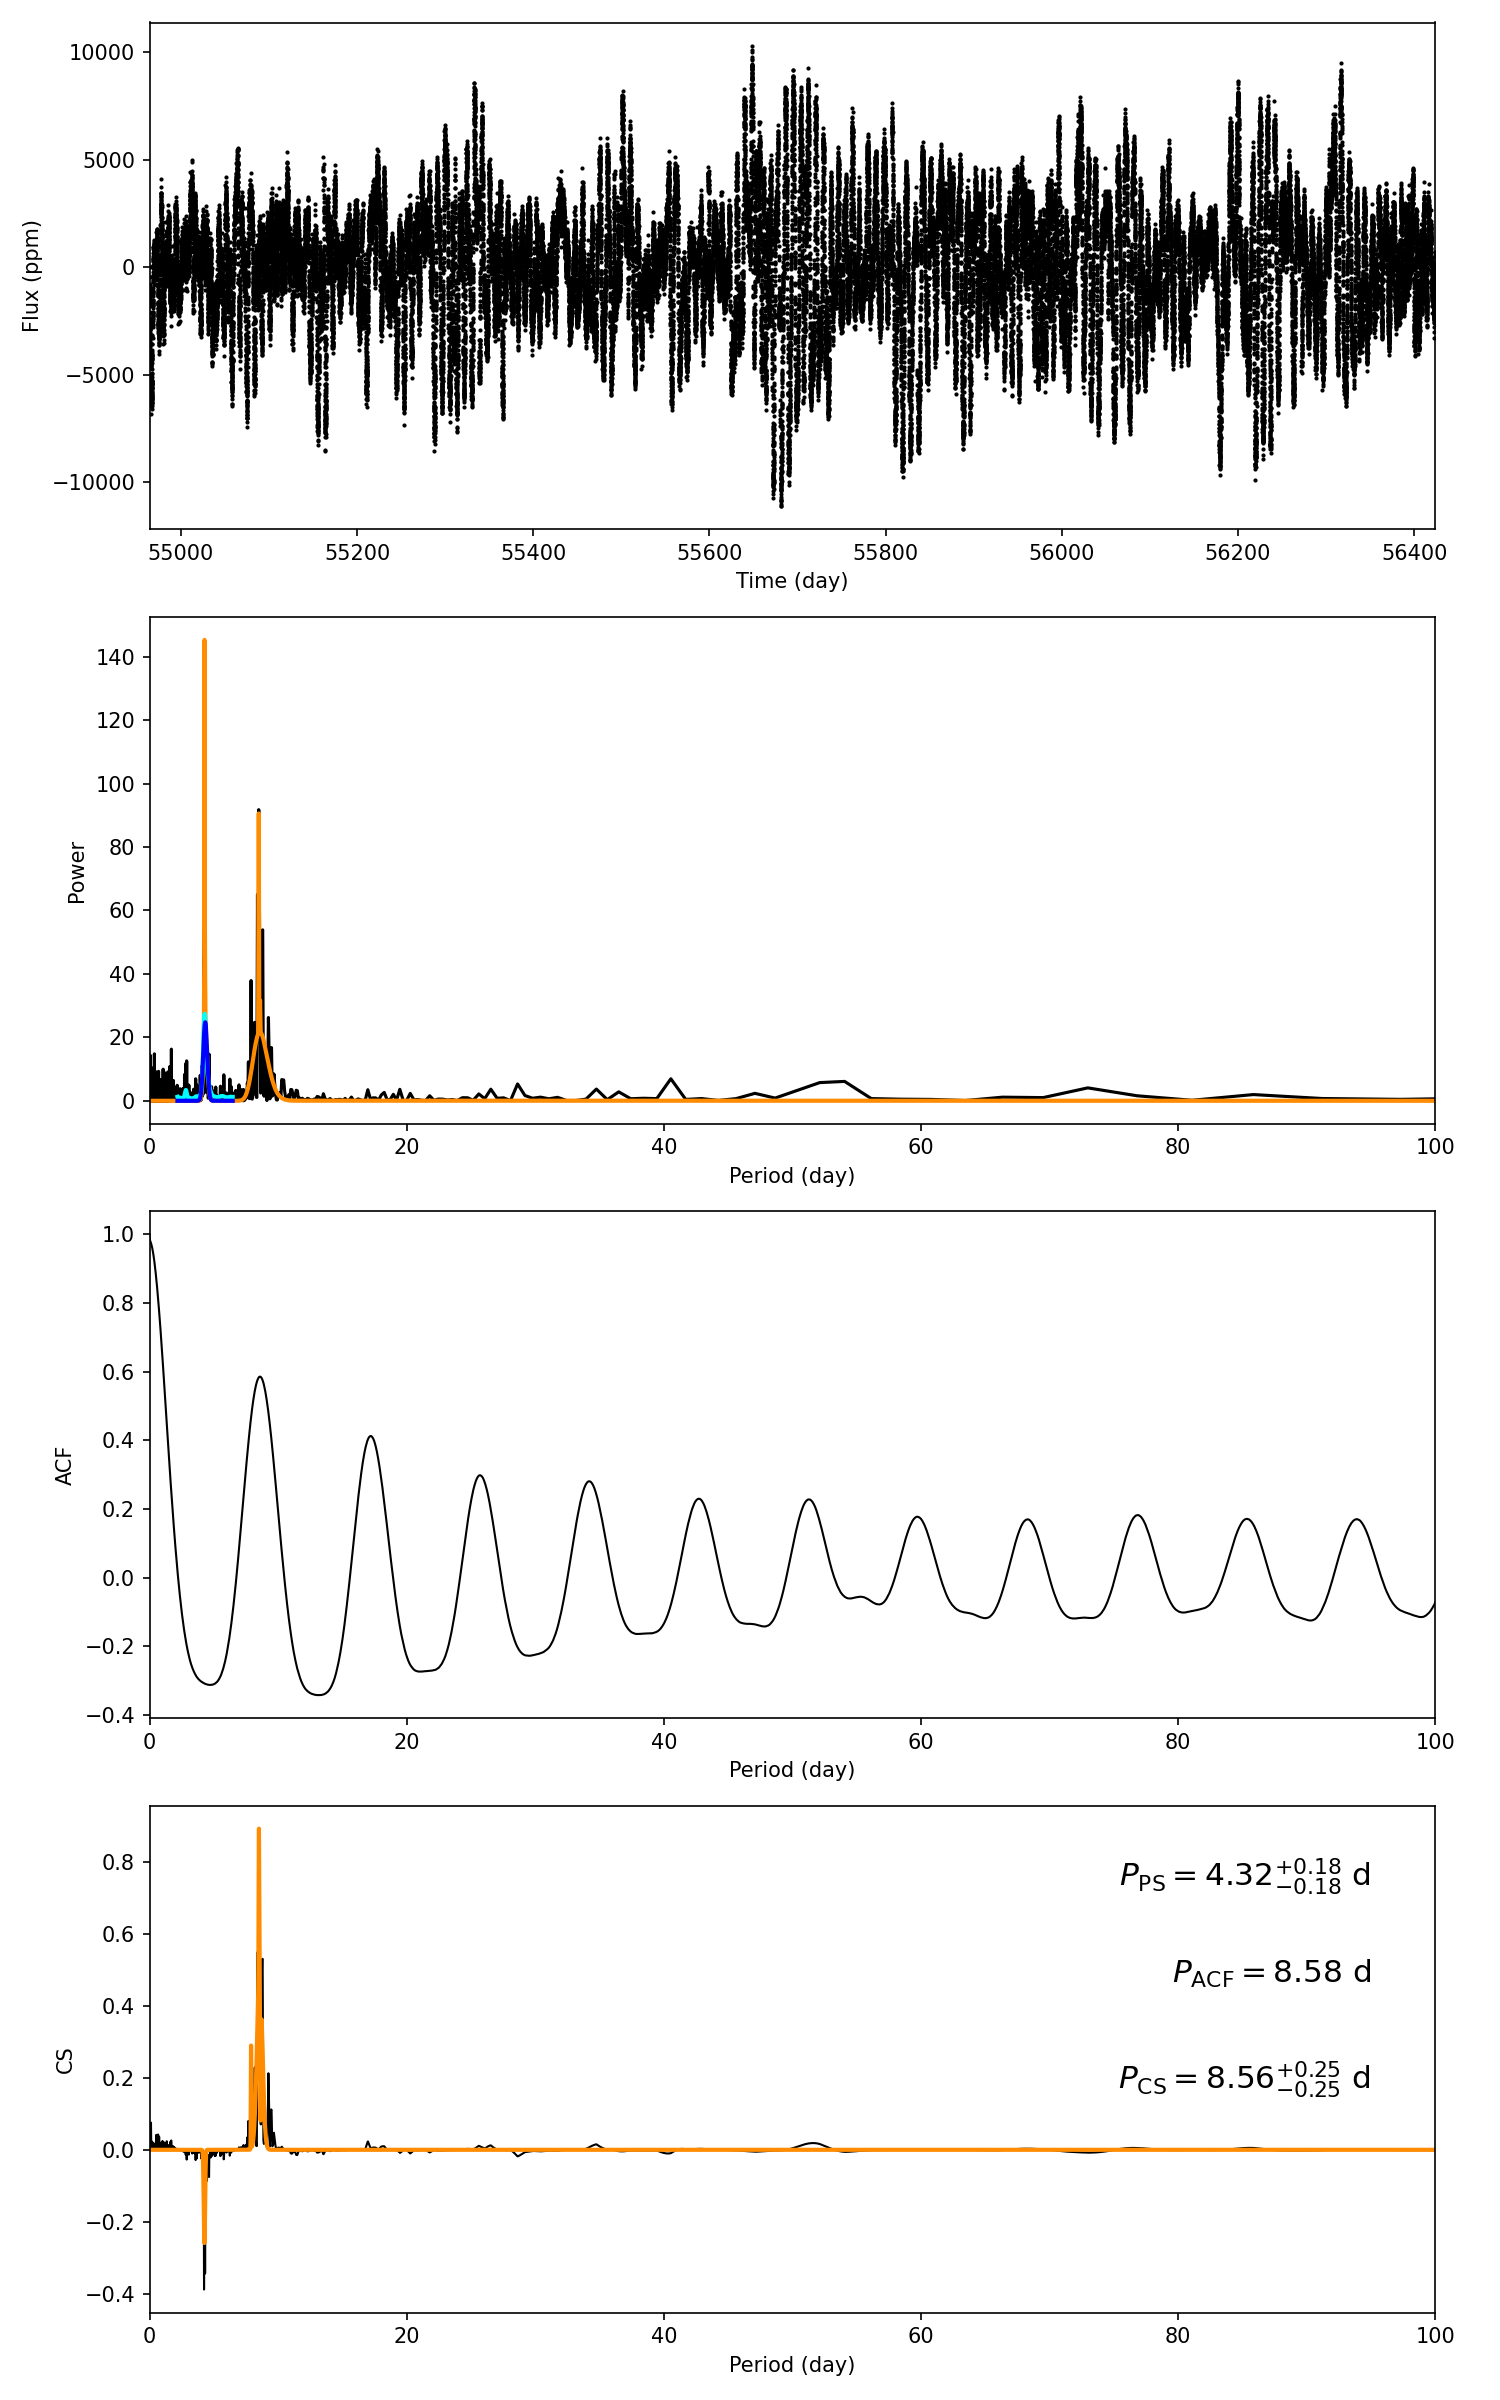 10000
5000
0
−5000
−10000
Flux (ppm)
55000 55200 55400 55600 55800 56000 56200 56400
Time (day)
140
120
100
80
60
40
20
0
Power
0 20 40 60 80 100
Period (day)
1.0
0.8
0.6
0.4
0.2
0.0
−0.2
−0.4
ACF
0 20 40 60 80 100
Period (day)
0.8
0.6
0.4
0.2
0.0
−0.2
−0.4
CS
P_PS = 4.32 +0.18 −0.18 d
P_ACF = 8.58 d
P_CS = 8.56 +0.25 −0.25 d
0 20 40 60 80 100
Period (day)